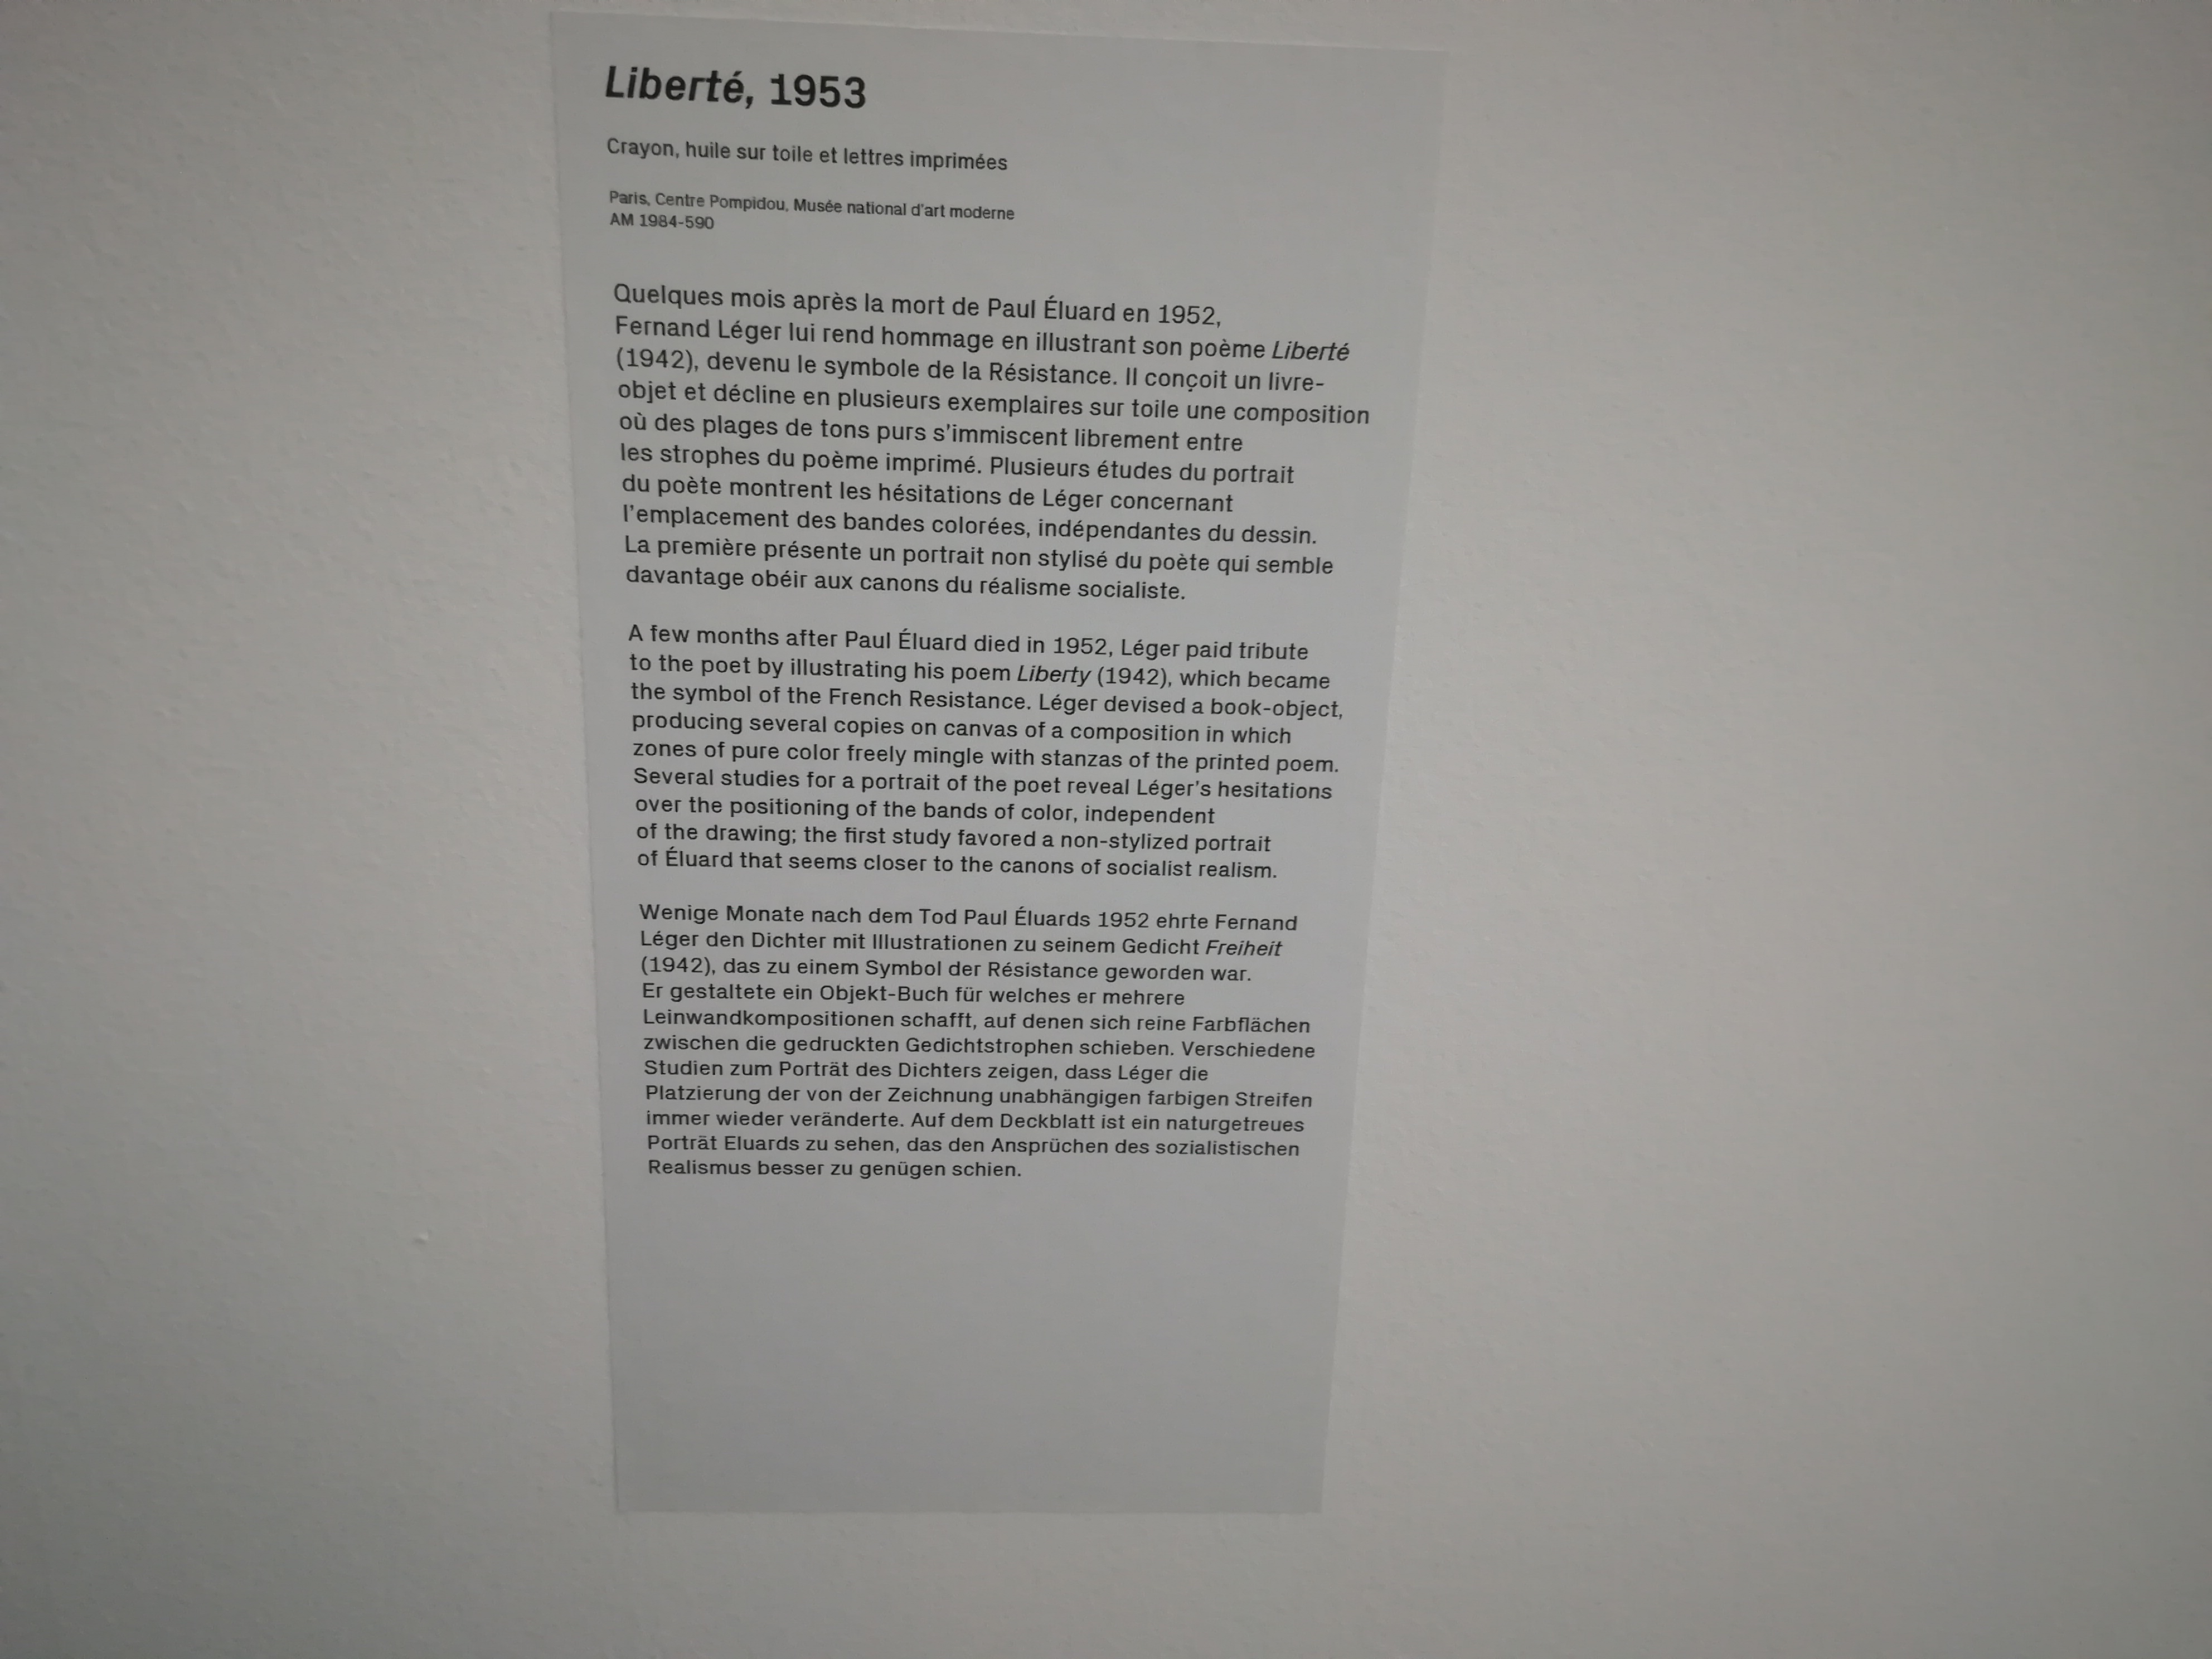 Liberté, 1953
Crayon, huile sur toile et lettres imprimées
Paris, Centre Pompidou, Musée national d'art moderne
AM 1984-590
Quelques mois après la mort de Paul Éluard en 1952,
Fernand Léger lui rend hommage en illustrant son poème Liberté
(1942), devenu le symbole de la Résistance. Il conçoit un livre-
objet et décline en plusieurs exemplaires sur toile une composition
où des plages de tons purs s'immiscent librement entre
les strophes du poème imprimé. Plusieurs études du portrait
du poète montrent les hésitations de Léger concernant
l'emplacement des bandes colorées, indépendantes du dessin.
La première présente un portrait non stylisé du poète qui semble
davantage obéir aux canons du réalisme socialiste.
A few months after Paul Éluard died in 1952, Léger paid tribute
to the poet by illustrating his poem Liberty (1942), which became
the symbol of the French Resistance. Léger devised a book-object,
producing several copies on canvas of a composition in which
zones of pure color freely mingle with stanzas of the printed poem.
Several studies for a portrait of the poet reveal Léger's hesitations
over the positioning of the bands of color, independent
of the drawing; the first study favored a non-stylized portrait
of Éluard that seems closer to the canons of socialist realism.
Wenige Monate nach dem Tod Paul Éluards 1952 ehrte Fernand
Léger den Dichter mit Illustrationen zu seinem Gedicht Freiheit
(1942), das zu einem Symbol der Résistance geworden war.
Er gestaltete ein Objekt-Buch für welches er mehrere
Leinwandkompositionen schafft, auf denen sich reine Farbflächen
zwischen die gedruckten Gedichtstrophen schieben. Verschiedene
Studien zum Porträt des Dichters zeigen, dass Léger die
Platzierung der von der Zeichnung unabhängigen farbigen Streifen
immer wieder veränderte. Auf dem Deckblatt ist ein naturgetreues
Porträt Eluards zu sehen, das den Ansprüchen des sozialistischen
Realismus besser zu genügen schien.